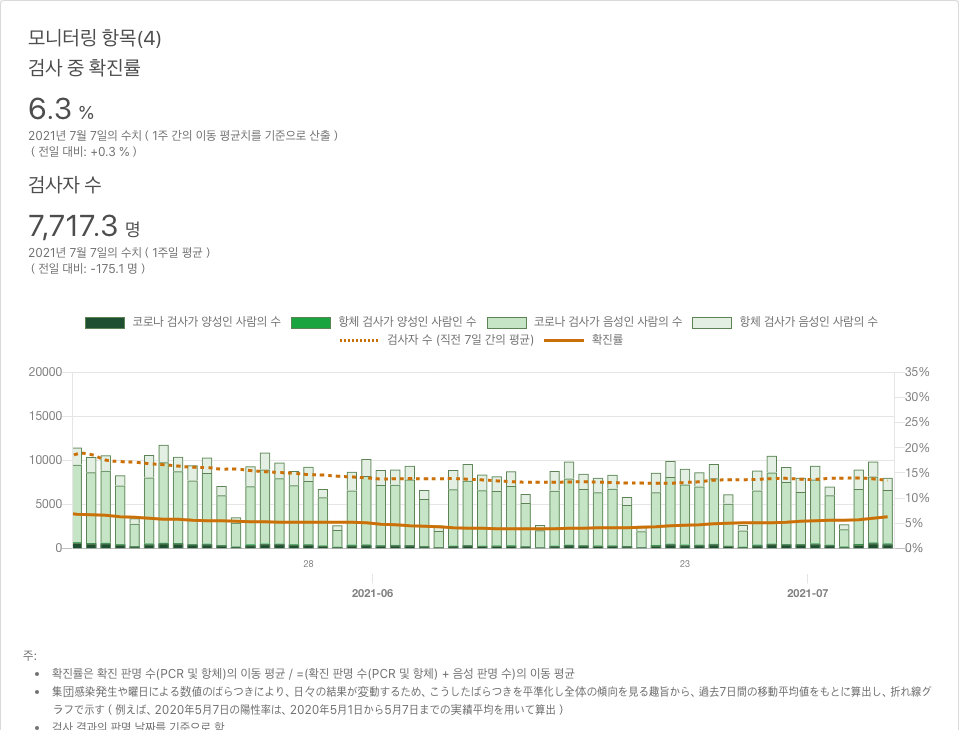 모니터링 항목(4)
검사 중 확진률
6.3 %
2021년 7월 7일의 수치 ( 1주 간의 이동 평균치를 기준으로 산출 )
( 전일 대비: +0.3 % )
검사자 수
7,717.3 명
2021년 7월 7일의 수치 ( 1주일 평균 )
( 전일 대비: -175.1 명 )
코로나 검사가 양성인 사람의 수 항체 검사가 양성인 사람인 수 코로나 검사가 음성인 사람의 수 항체 검사가 음성인 사람의 수
검사자 수 (직전 7일 간의 평균) 확진률
20000 35%
30%
15000 25%
20%
10000 15%
10%
5000 5%
0 0%
28 23
2021-06 2021-07
주:
• 확진률은 확진 판명 수(PCR 및 항체)의 이동 평균 / =(확진 판명 수(PCR 및 항체) + 음성 판명 수)의 이동 평균
• 集団感染発生や曜日による数値のばらつきにより、日々の結果が変動するため、こうしたばらつきを平準化し全体の傾向を見る趣旨から、過去7日間の移動平均値をもとに算出し、折れ線グ
ラフで示す ( 例えば、2020年5月7日の陽性率は、2020年5月1日から5月7日までの実績平均を用いて算出 )
• 검사 결과의 판명 날짜를 기준으로 함